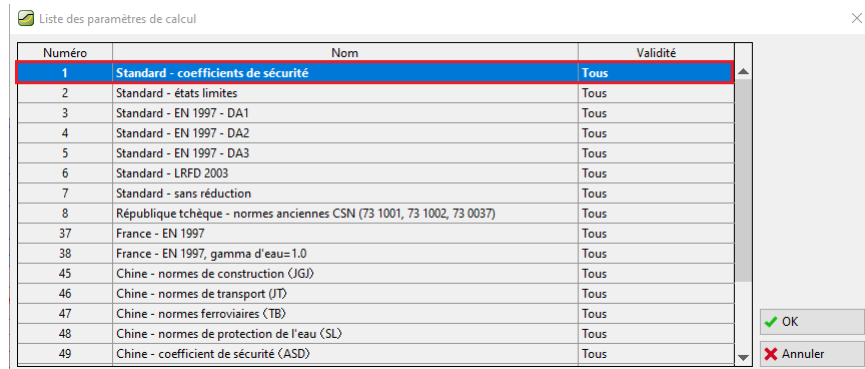 Liste des paramètres de calcul
Numéro Nom Validité
1 Standard - coefficients de sécurité Tous
2 Standard - états limites Tous
3 Standard - EN 1997 - DA1 Tous
4 Standard - EN 1997 - DA2 Tous
5 Standard - EN 1997 - DA3 Tous
6 Standard - LRFD 2003 Tous
7 Standard - sans réduction Tous
8 République tchèque - normes anciennes CSN (73 1001, 73 1002, 73 0037) Tous
37 France - EN 1997 Tous
38 France - EN 1997, gamma d'eau=1.0 Tous
45 Chine - normes de construction (JGJ) Tous
46 Chine - normes de transport (JT) Tous
47 Chine - normes ferroviaires (TB) Tous
48 Chine - normes de protection de l'eau (SL) Tous
49 Chine - coefficient de sécurité (ASD) Tous
OK
Annuler